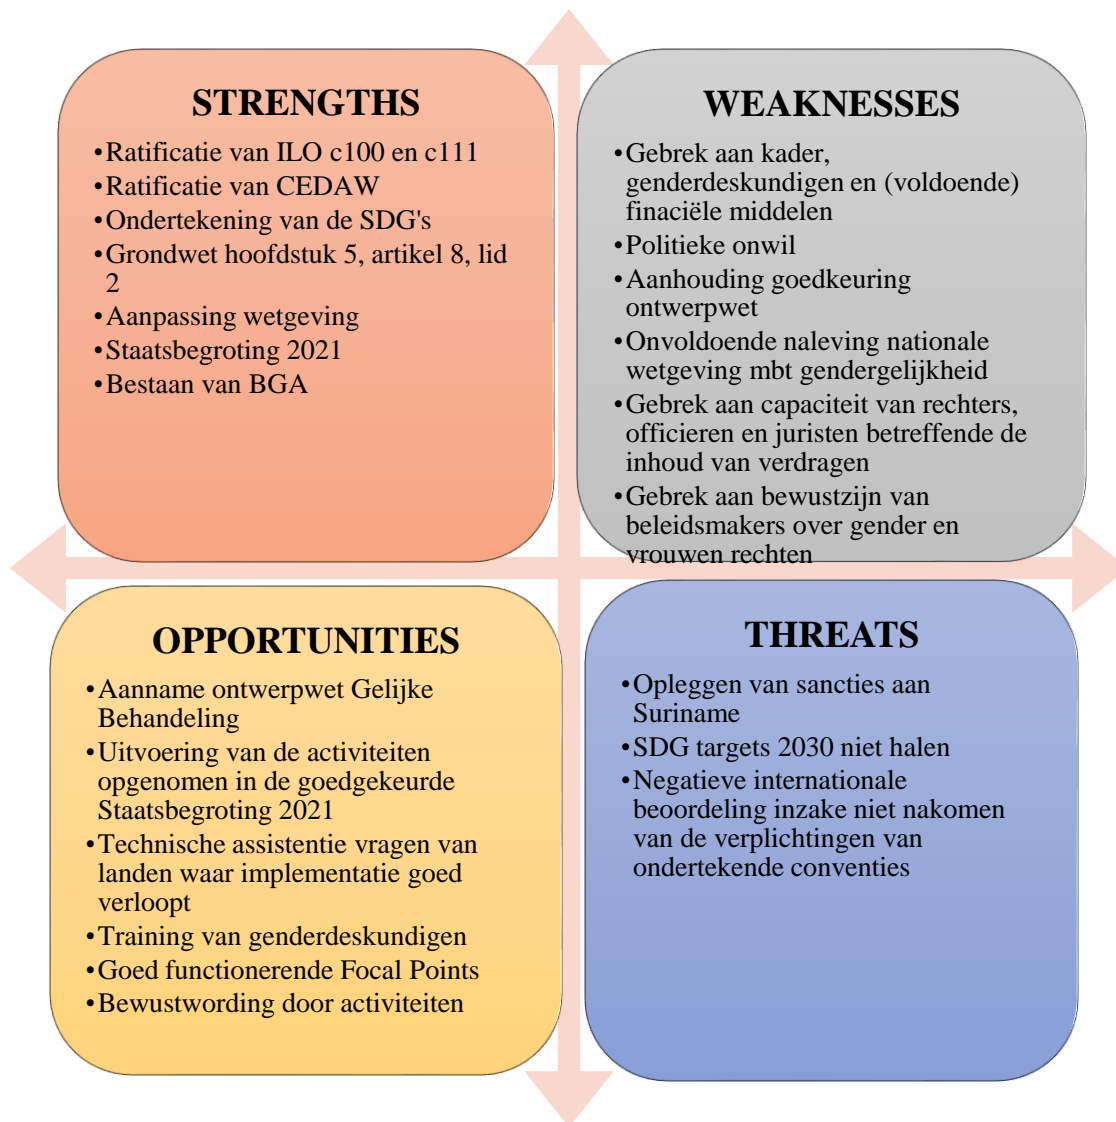 STRENGTHS
•Ratificatie van ILO c100 en c111
•Ratificatie van CEDAW
•Ondertekening van de SDG's
•Grondwet hoofdstuk 5, artikel 8, lid
2
•Aanpassing wetgeving
•Staatsbegroting 2021
•Bestaan van BGA
WEAKNESSES
•Gebrek aan kader,
genderdeskundigen en (voldoende)
finaciële middelen
•Politieke onwil
•Aanhouding goedkeuring
ontwerpwet
•Onvoldoende naleving nationale
wetgeving mbt gendergelijkheid
•Gebrek aan capaciteit van rechters,
officieren en juristen betreffende de
inhoud van verdragen
•Gebrek aan bewustzijn van
beleidsmakers over gender en
vrouwen rechten
OPPORTUNITIES
•Aanname ontwerpwet Gelijke
Behandeling
•Uitvoering van de activiteiten
opgenomen in de goedgekeurde
Staatsbegroting 2021
•Technische assistentie vragen van
landen waar implementatie goed
verloopt
•Training van genderdeskundigen
•Goed functionerende Focal Points
•Bewustwording door activiteiten
THREATS
•Opleggen van sancties aan
Suriname
•SDG targets 2030 niet halen
•Negatieve internationale
beoordeling inzake niet nakomen
van de verplichtingen van
ondertekende conventies